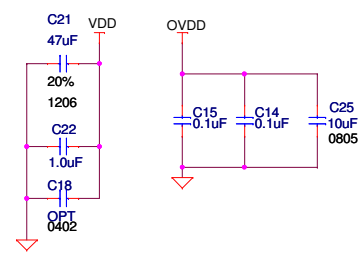 C21
VDD
47uF
20%
1206
C22
1.0uF
C18
OPT
0402
OVDD
C15
0.1uF
C14
0.1uF
C25
10uF
0805